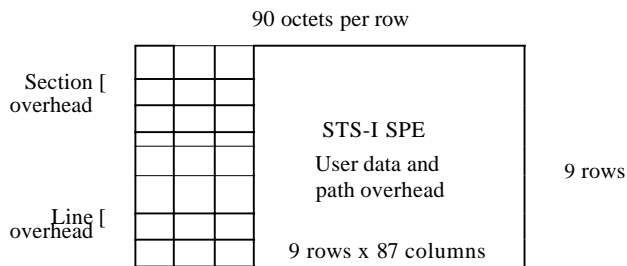 90 octets per row
Section [
overhead
STS-I SPE
User data and
path overhead
9 rows
Line [
overhead
9 rows x 87 columns